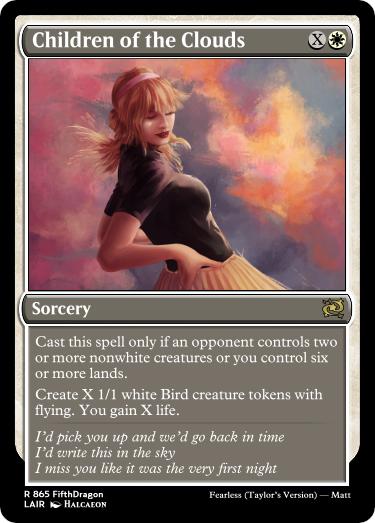 Children of the Clouds X
Sorcery
Cast this spell only if an opponent controls two
or more nonwhite creatures or you control six
or more lands.
Create X 1/1 white Bird creature tokens with
flying. You gain X life.
I'd pick you up and we'd go back in time
I'd write this in the sky
I miss you like it was the very first night
R 865 FifthDragon
LAIR HALCAEON
Fearless (Taylor's Version) — Matt